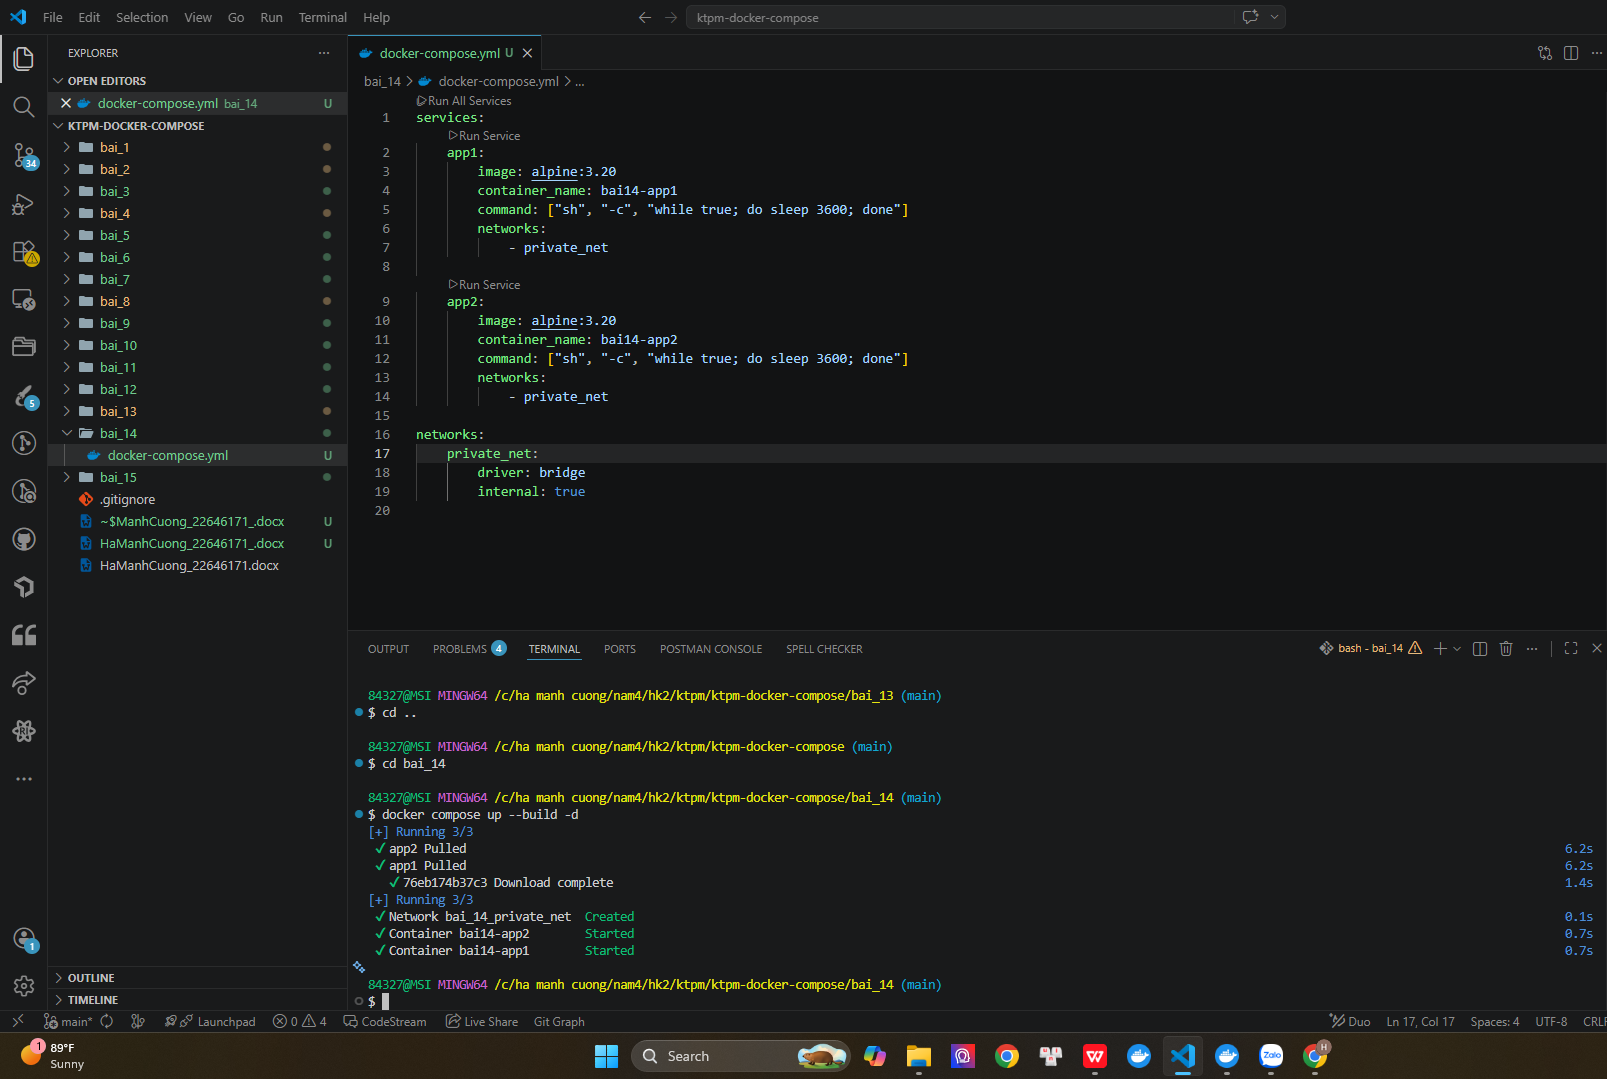 File Edit Selection View Go Run Terminal Help
ktpm-docker-compose
EXPLORER
OPEN EDITORS
docker-compose.yml bai_14 U
KTPM-DOCKER-COMPOSE
bai_1
bai_2
bai_3
bai_4
bai_5
bai_6
bai_7
bai_8
bai_9
bai_10
bai_11
bai_12
bai_13
bai_14
docker-compose.yml U
bai_15
.gitignore
~$ManhCuong_22646171_.docx U
HaManhCuong_22646171_.docx U
HaManhCuong_22646171.docx
OUTLINE
TIMELINE
34
5
1
docker-compose.yml U
bai_14 > docker-compose.yml > ...
Run All Services
1 services:
Run Service
2 app1:
3 image: alpine:3.20
4 container_name: bai14-app1
5 command: ["sh", "-c", "while true; do sleep 3600; done"]
6 networks:
7 - private_net
8
Run Service
9 app2:
10 image: alpine:3.20
11 container_name: bai14-app2
12 command: ["sh", "-c", "while true; do sleep 3600; done"]
13 networks:
14 - private_net
15
16 networks:
17 private_net:
18 driver: bridge
19 internal: true
20
OUTPUT PROBLEMS 4 TERMINAL PORTS POSTMAN CONSOLE SPELL CHECKER
bash - bai_14
84327@MSI MINGW64 /c/ha manh cuong/nam4/hk2/ktpm/ktpm-docker-compose/bai_13 (main)
$ cd ..
84327@MSI MINGW64 /c/ha manh cuong/nam4/hk2/ktpm/ktpm-docker-compose (main)
$ cd bai_14
84327@MSI MINGW64 /c/ha manh cuong/nam4/hk2/ktpm/ktpm-docker-compose/bai_14 (main)
$ docker compose up --build -d
[+] Running 3/3
✓ app2 Pulled 6.2s
✓ app1 Pulled 6.2s
✓ 76eb174b37c3 Download complete 1.4s
[+] Running 3/3
✓ Network bai_14_private_net Created 0.1s
✓ Container bai14-app2 Started 0.7s
✓ Container bai14-app1 Started 0.7s
84327@MSI MINGW64 /c/ha manh cuong/nam4/hk2/ktpm/ktpm-docker-compose/bai_14 (main)
$
main* Launchpad 0 4 CodeStream Live Share Git Graph Duo Ln 17, Col 17 Spaces: 4 UTF-8 CRLF
1 89°F
Sunny
Search
Zalo
H